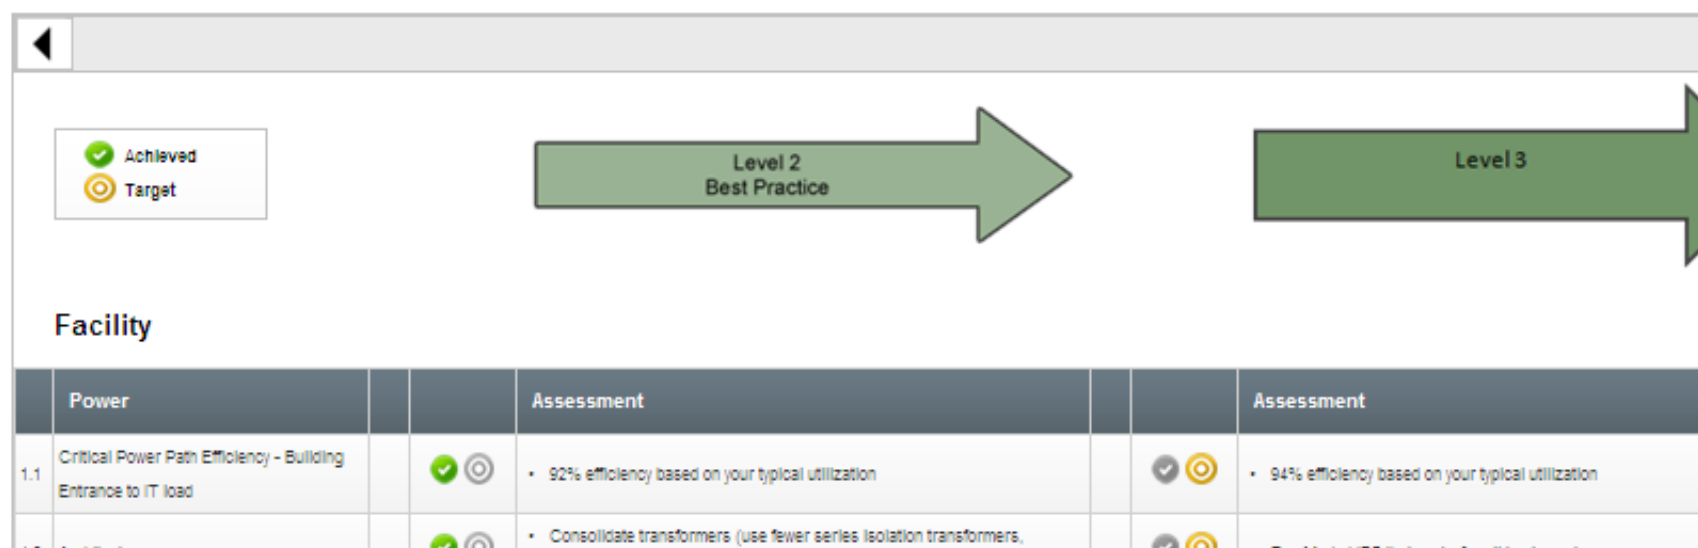 Achieved
Target
Level 2
Best Practice
Level 3
Facility
Power
Assessment
Assessment
1.1
Critical Power Path Efficiency - Building
Entrance to IT load
• 92% efficiency based on your typical utilization
• 94% efficiency based on your typical utilization
• Consolidate transformers (use fewer series isolation transformers,